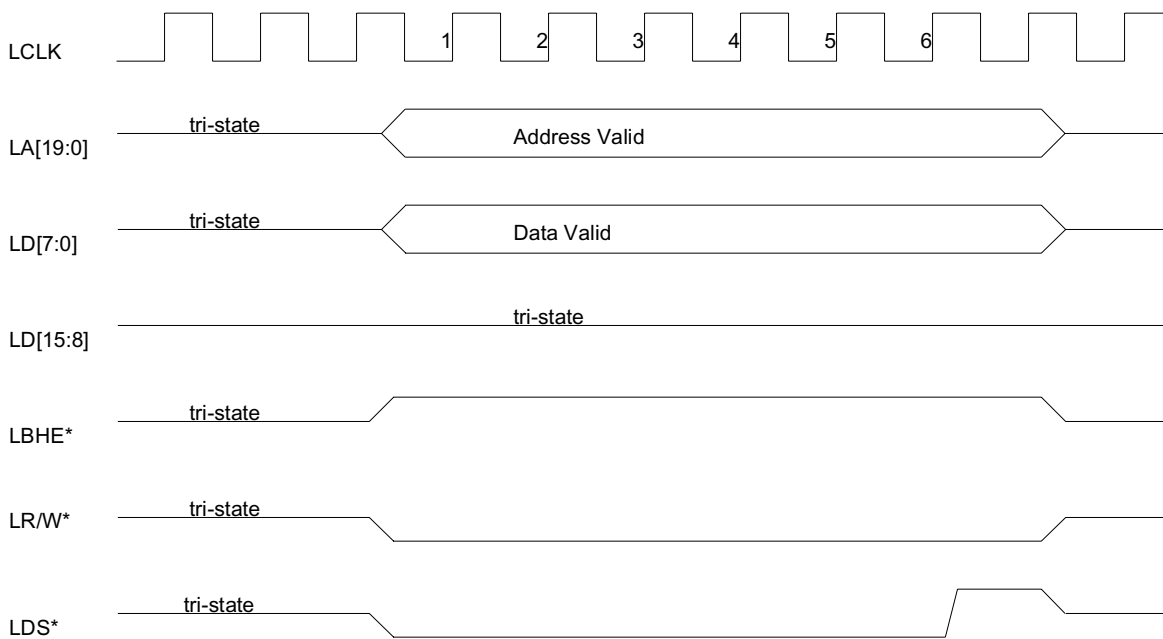 LCLK
1 2 3 4 5 6
LA[19:0]
tri-state
Address Valid
LD[7:0]
tri-state
Data Valid
LD[15:8]
tri-state
LBHE*
tri-state
LR/W*
tri-state
LDS*
tri-state